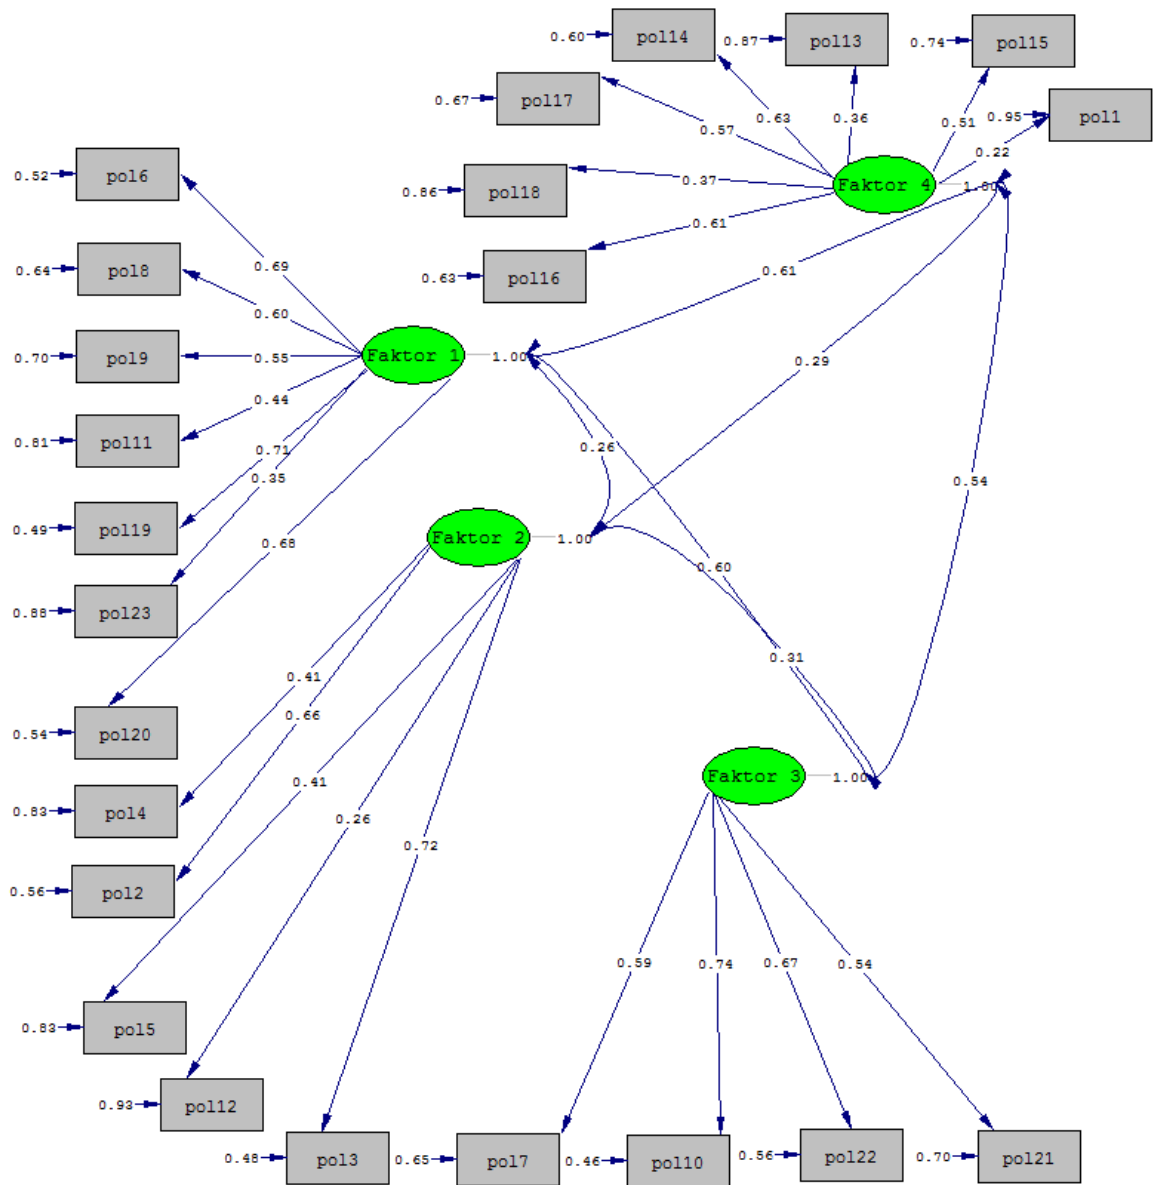 0.60 pol14
0.87 pol13
0.74 pol15
0.67 pol17
0.95 pol1
0.63
0.36
0.51
0.57
0.22
0.52 pol6
0.86 pol18
0.37
Faktor 4 1.00
0.61
0.64 pol8
0.69
0.63 pol16
0.61
0.60
0.70 pol9
0.55
Faktor 1 1.00
0.29
0.44
0.81 pol11
0.71
0.35
0.26
0.54
0.49 pol19
0.68
Faktor 2 1.00
0.60
0.88 pol23
0.31
0.41
0.66
0.54 pol20
0.41
0.26
0.72
Faktor 3 1.00
0.83 pol4
0.56 pol2
0.59
0.74
0.67
0.54
0.83 pol5
0.93 pol12
0.48 pol3
0.65 pol7
0.46 pol10
0.56 pol22
0.70 pol21